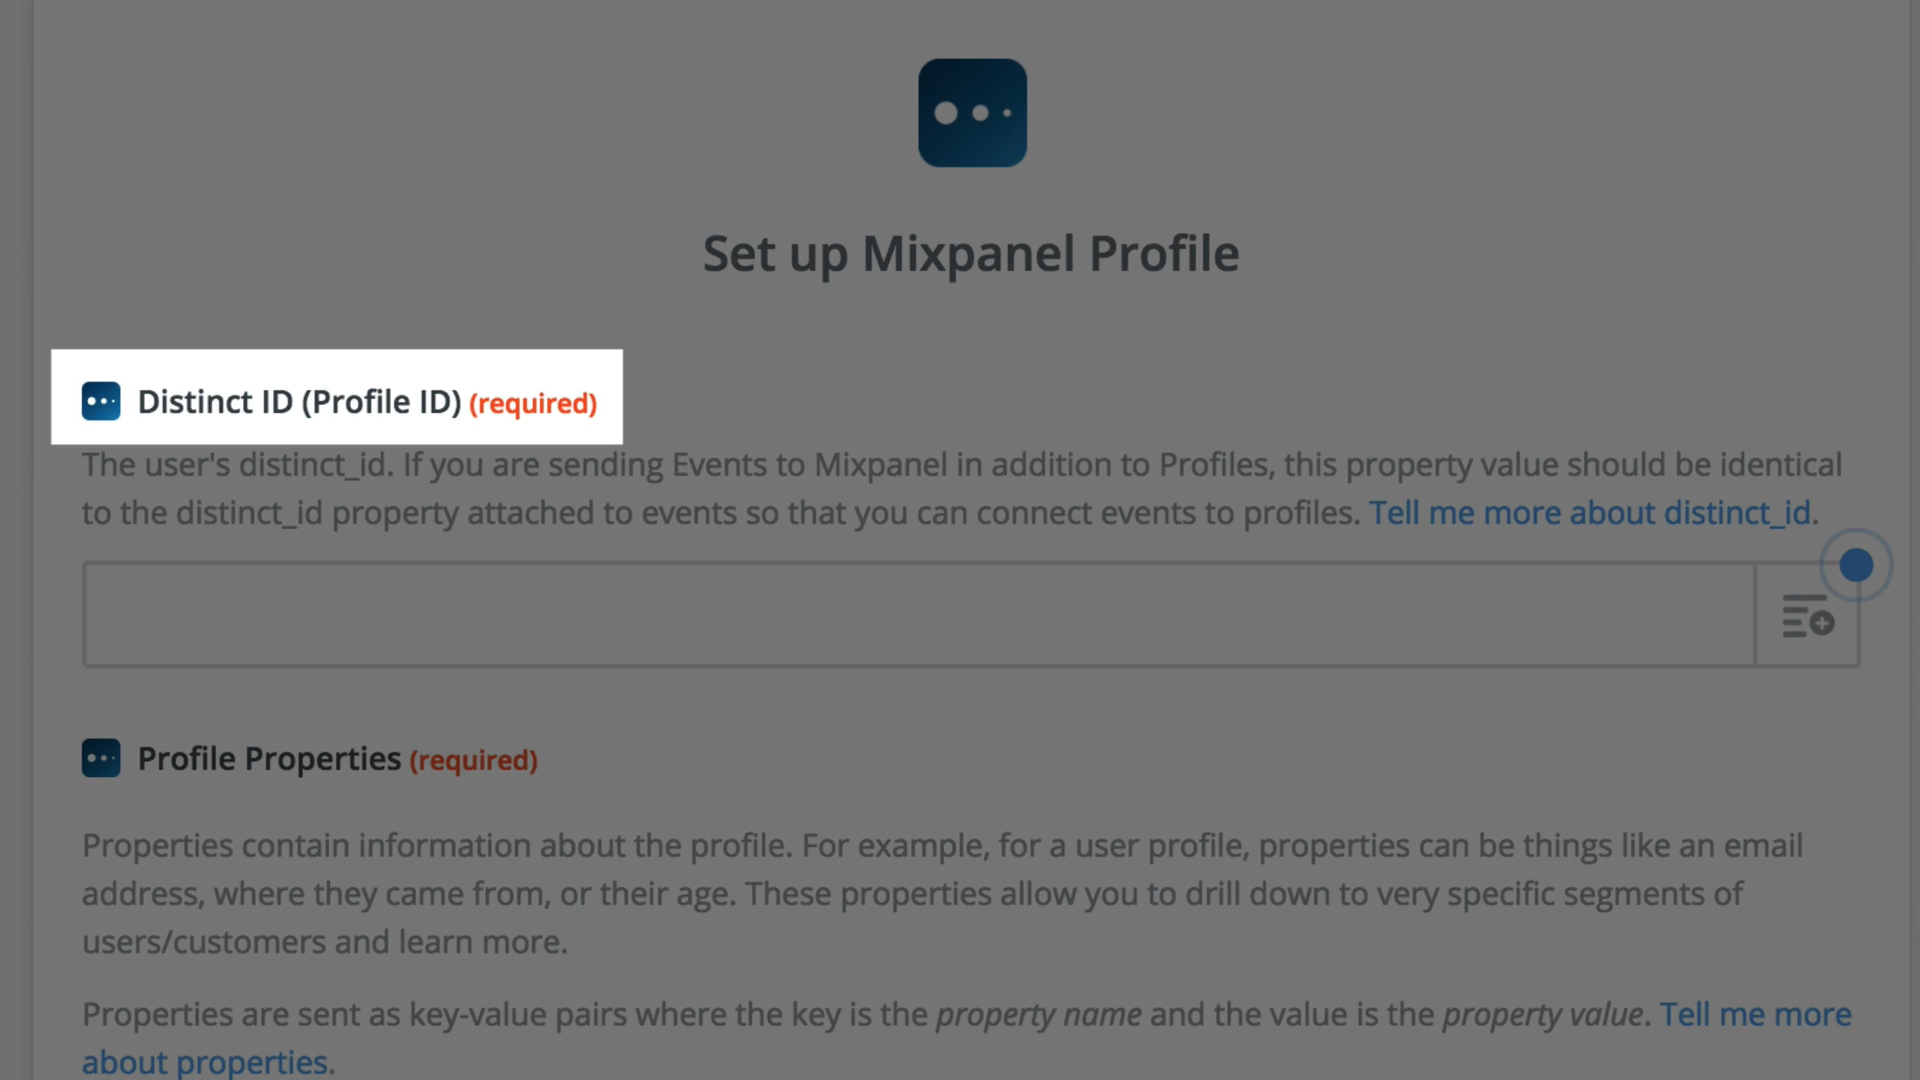 Set up Mixpanel Profile
Distinct ID (Profile ID) (required)
The user's distinct_id. If you are sending Events to Mixpanel in addition to Profiles, this property value should be identical
to the distinct_id property attached to events so that you can connect events to profiles. Tell me more about distinct_id.
Profile Properties (required)
Properties contain information about the profile. For example, for a user profile, properties can be things like an email
address, where they came from, or their age. These properties allow you to drill down to very specific segments of
users/customers and learn more.
Properties are sent as key-value pairs where the key is the property name and the value is the property value. Tell me more
about properties.